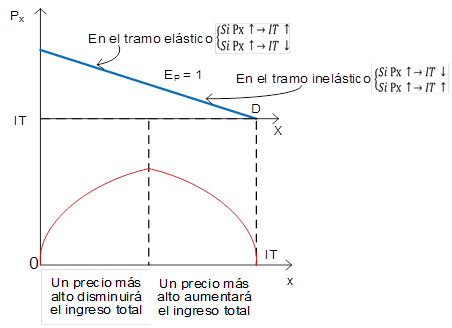 Px
En el tramo elástico {Si Px ↑→ IT ↑
Si Px ↑→ IT ↓
EP = 1
En el tramo inelástico {Si Px ↑→ IT ↓
Si Px ↑→ IT ↑
D
IT
X
0
IT
x
Un precio más alto disminuirá el ingreso total
Un precio más alto aumentará el ingreso total